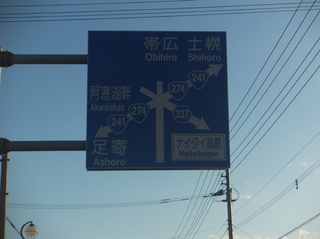 帯広 士幌
Obihiro Shihoro
241
274
阿寒湖畔
Akankohan
274
241
337
足寄
Ashoro
ナイタイ高原
Naitaikogen